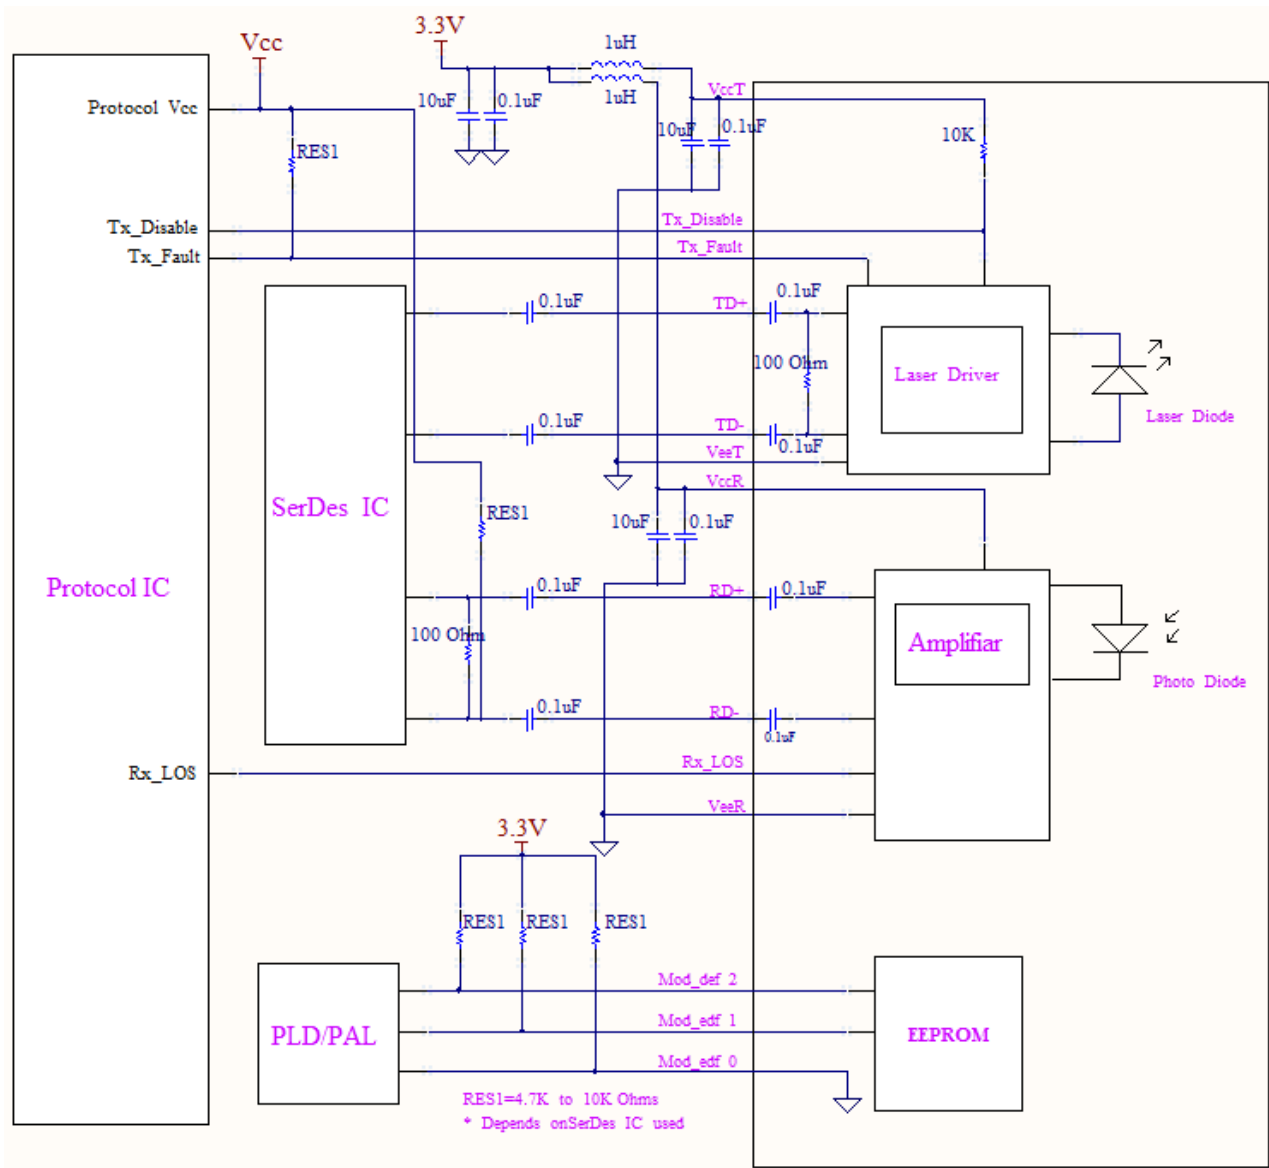 3.3V
Vcc
1uH
1uH
Protocol Vcc
10uF
0.1uF
VccT
10uF
0.1uF
10K
RES1
Tx_Disable
Tx_Disable
Tx_Fault
Tx_Fault
0.1uF
TD+
0.1uF
100 Ohm
Laser Driver
Laser Diode
0.1uF
TD-
0.1uF
VeeT
VccR
SerDes IC
RES1
10uF
0.1uF
Protocol IC
0.1uF
RD+
0.1uF
100 Ohm
Amplifiar
Photo Diode
0.1uF
RD-
0.1uF
Rx_LOS
Rx_LOS
VeeR
3.3V
RES1
RES1
RES1
Mod_def 2
PLD/PAL
Mod_edf 1
EEPROM
Mod_edf 0
RES1=4.7K to 10K Ohms
* Depends onSerDes IC used